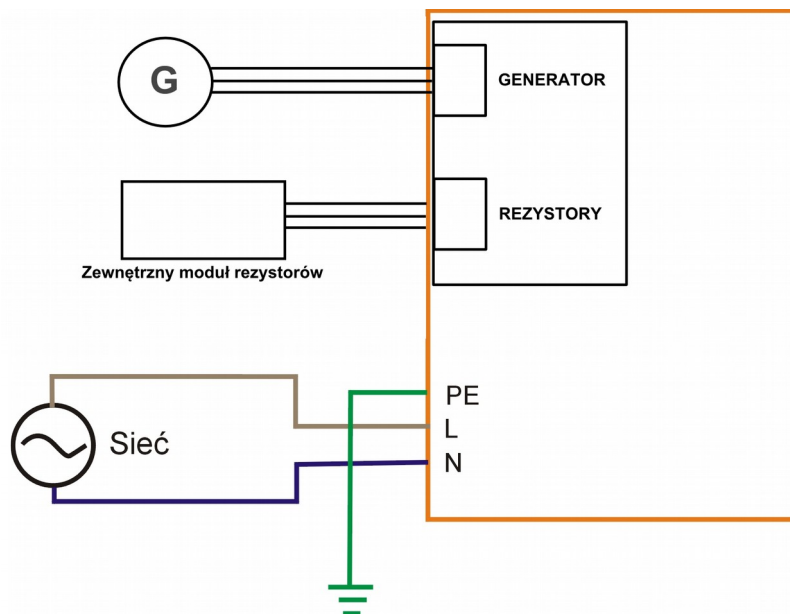 G
GENERATOR
REZYSTORY
Zewnętrzny moduł rezystorów
PE
L
N
Sieć